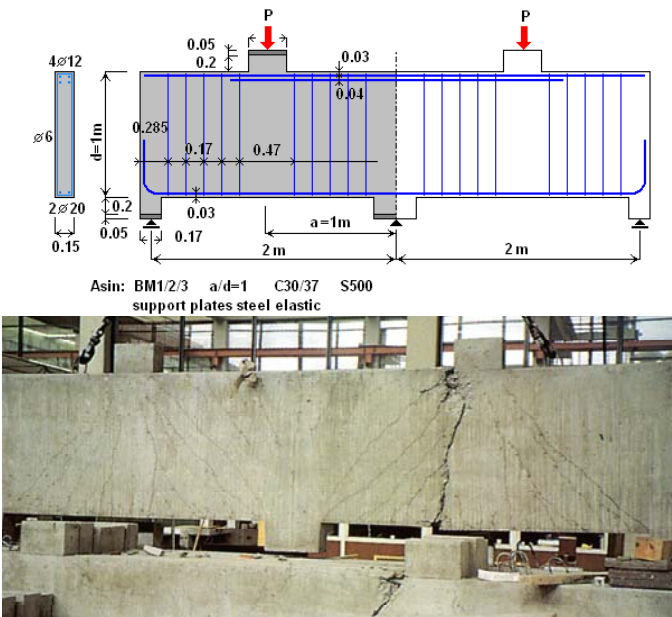 P P
0.05
0.2
4⌀12
0.03
0.04
⌀6
d=1m
0.285
0.17 0.47
2⌀20
0.2
0.05
0.15
0.17
0.03
a=1m
2 m 2 m
Asin: BM1/2/3 a/d=1 C30/37 S500
support plates steel elastic